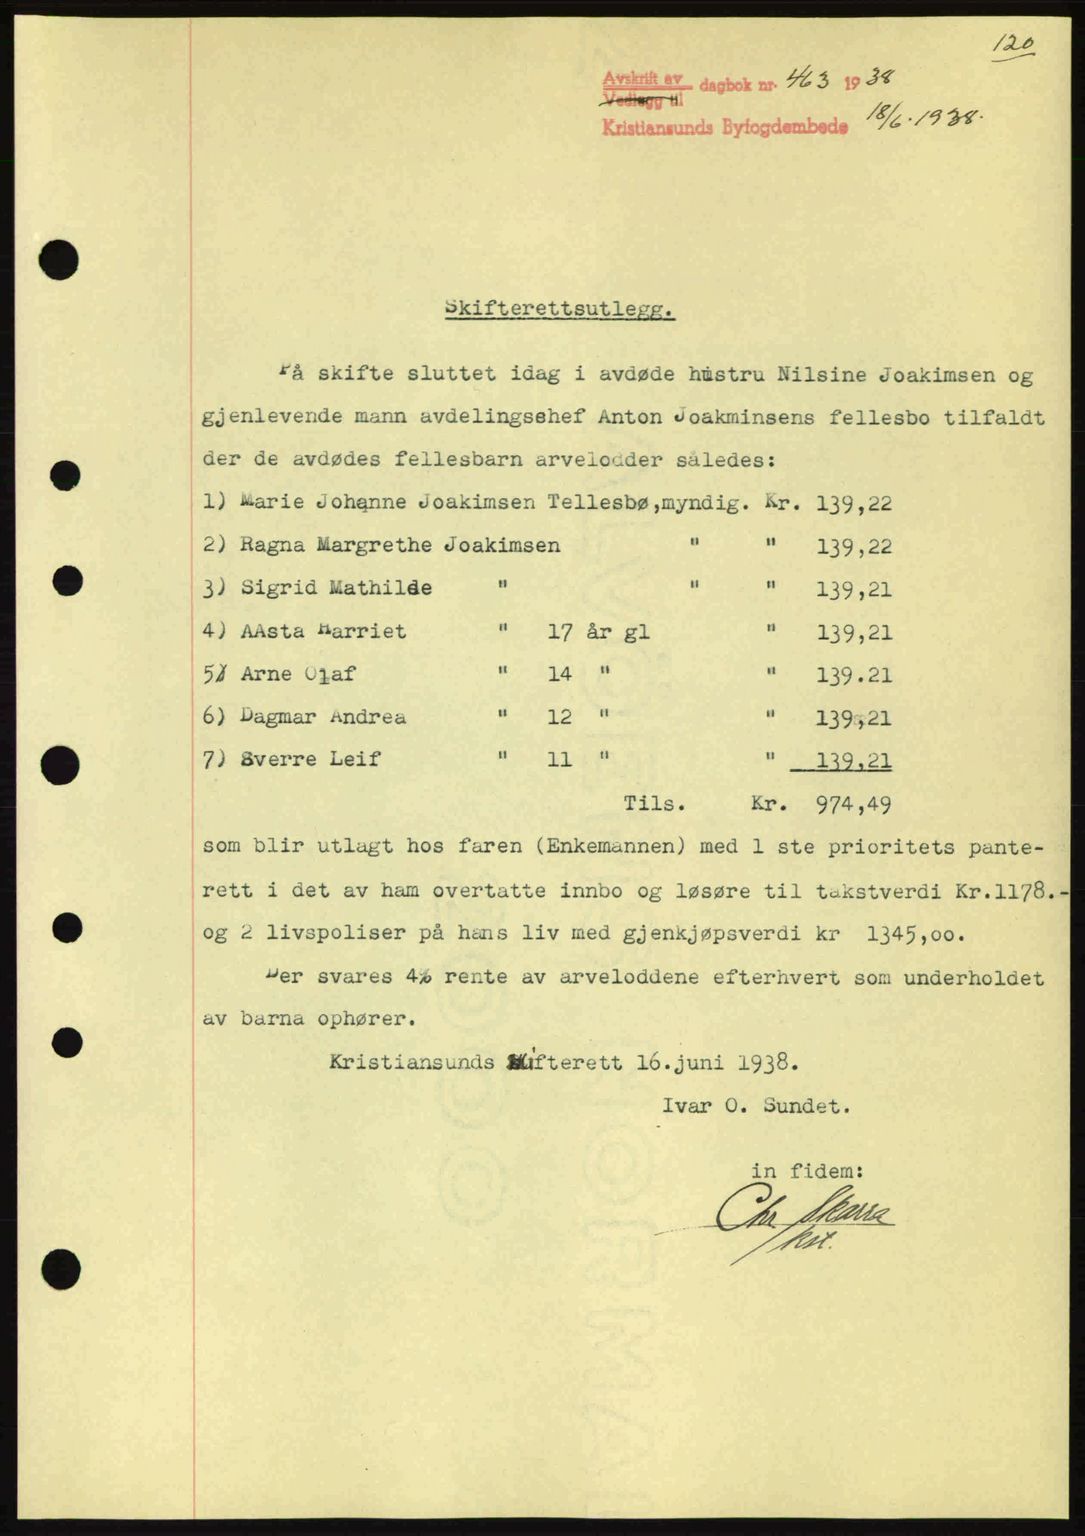 120
Avskrift av dagbok nr. 463 1938
Vedlegg til
Kristiansunds Byfogdembede 18/6. 1938.
Skifterettsutlegg.
På skifte sluttet idag i avdøde hustru Nilsine Joakimsen og
gjenlevende mann avdelingsshef Anton Joakminsens fellesbo tilfaldt
der de avdødes fellesbarn arvelodder således:
1) Marie Johanne Joakimsen Tellesbø,myndig. Kr. 139,22
2) Ragna Margrethe Joakimsen " " 139,22
3) Sigrid Mathilde " " " 139,21
4) AAsta Harriet " 17 år gl " 139,21
5) Arne Olaf " 14 " " 139.21
6) Dagmar Andrea " 12 " " 139,21
7) Sverre Leif " 11 " " 139,21
Tils. Kr. 974,49
som blir utlagt hos faren (Enkemannen) med 1 ste prioritets pante-
rett i det av ham overtatte innbo og løsøre til takstverdi Kr.1178.-
og 2 livspoliser på hans liv med gjenkjøpsverdi kr 1345,oo.
Der svares 4% rente av arveloddene efterhvert som underholdet
av barna ophører.
Kristiansunds Skifterett 16.juni 1938.
Ivar O. Sundet.
in fidem:
Chr Skarra
kst.